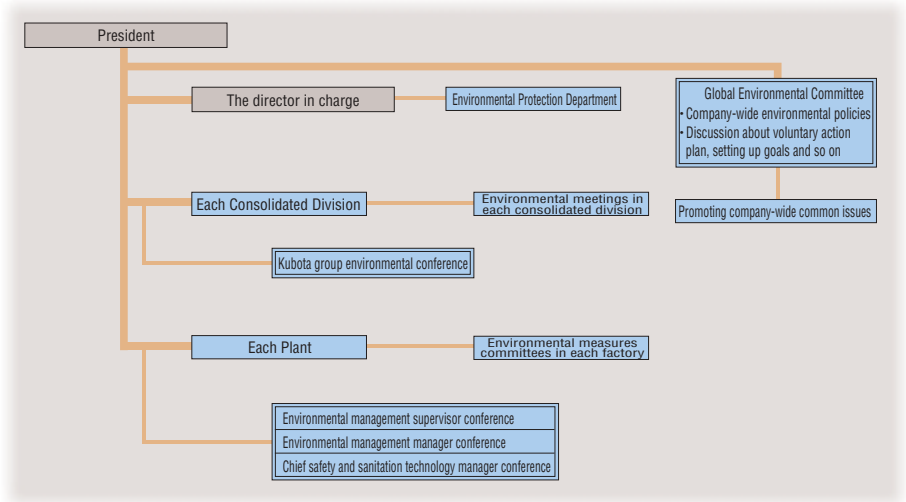 President
The director in charge
Environmental Protection Department
Global Environmental Committee
• Company-wide environmental policies
• Discussion about voluntary action
plan, setting up goals and so on
Each Consolidated Division
Environmental meetings in
each consolidated division
Promoting company-wide common issues
Kubota group environmental conference
Each Plant
Environmental measures
committees in each factory
Environmental management supervisor conference
Environmental management manager conference
Chief safety and sanitation technology manager conference